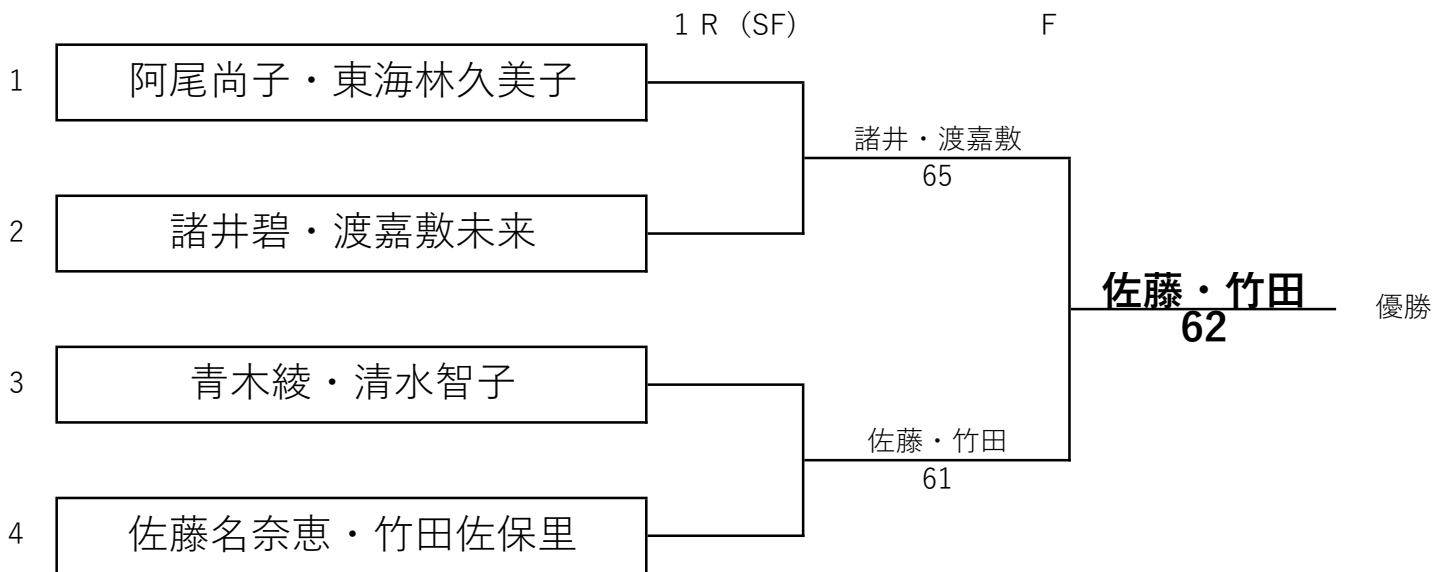 1 R (SF)
F
1
阿尾尚子・東海林久美子
諸井・渡嘉敷
65
2
諸井碧・渡嘉敷未来
佐藤・竹田
62
優勝
3
青木綾・清水智子
佐藤・竹田
61
4
佐藤名奈恵・竹田佐保里